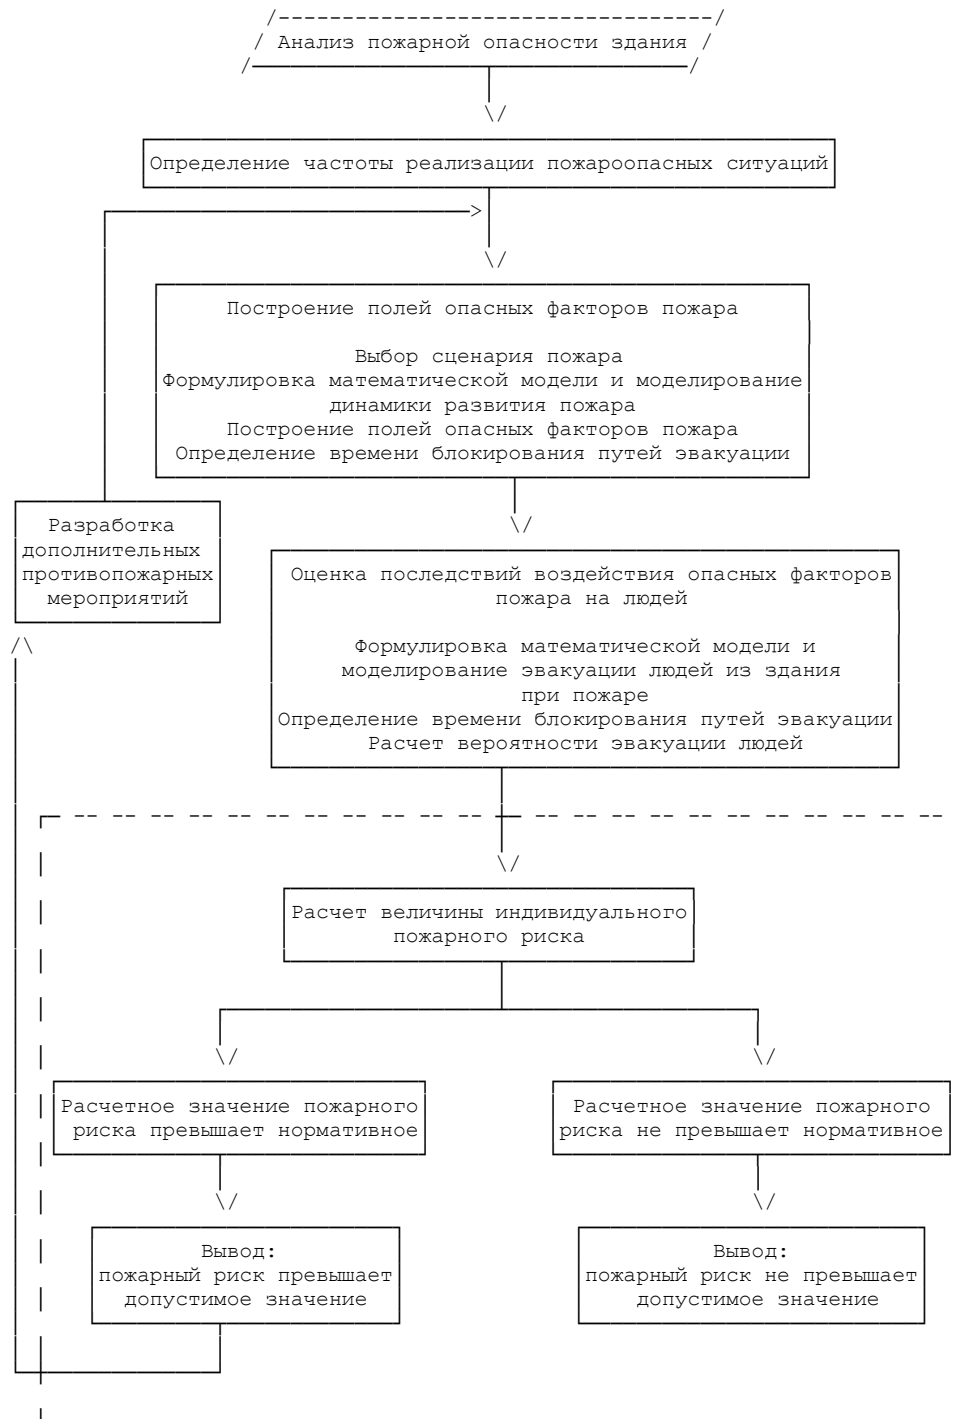 Анализ пожарной опасности здания
Определение частоты реализации пожароопасных ситуаций
Построение полей опасных факторов пожара
Выбор сценария пожара
Формулировка математической модели и моделирование
динамики развития пожара
Построение полей опасных факторов пожара
Определение времени блокирования путей эвакуации
Разработка
дополнительных
противопожарных
мероприятий
Оценка последствий воздействия опасных факторов
пожара на людей
Формулировка математической модели и
моделирование эвакуации людей из здания
при пожаре
Определение времени блокирования путей эвакуации
Расчет вероятности эвакуации людей
Расчет величины индивидуального
пожарного риска
Расчетное значение пожарного
риска превышает нормативное
Расчетное значение пожарного
риска не превышает нормативное
Вывод:
пожарный риск превышает
допустимое значение
Вывод:
пожарный риск не превышает
допустимое значение